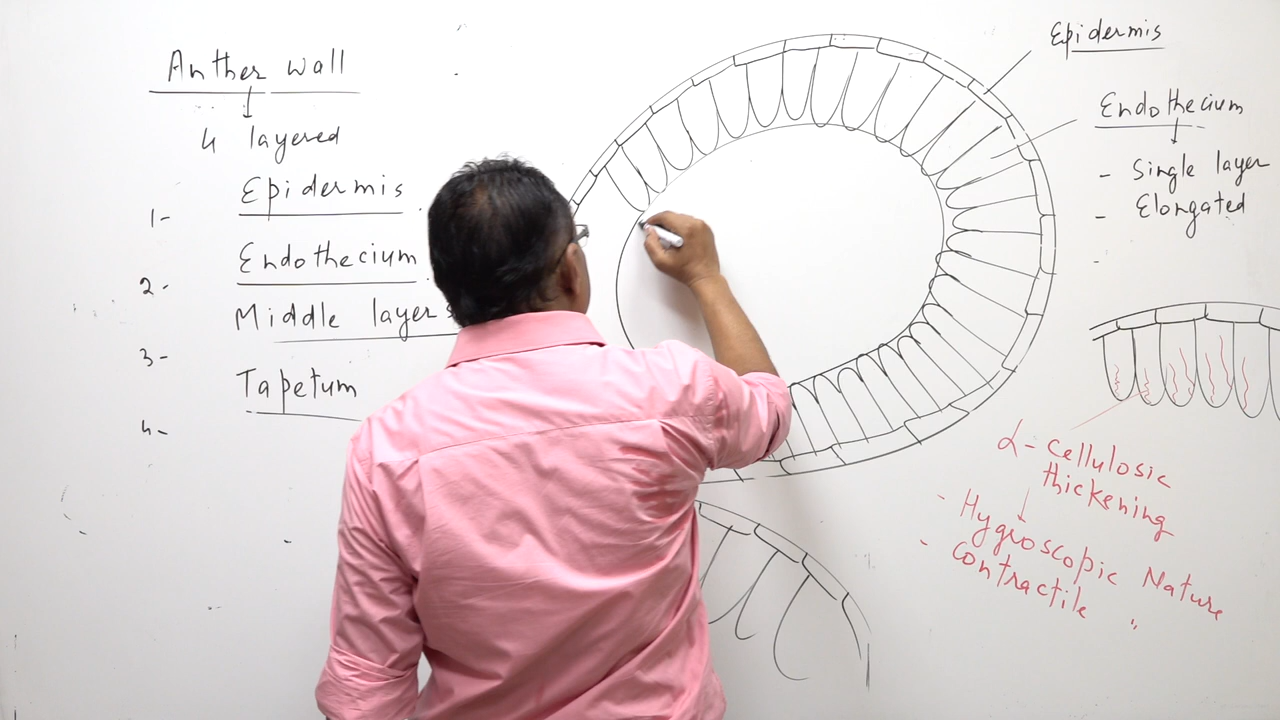 Anther wall
4 layered
1- Epidermis
2- Endothecium
3- Middle layers
4- Tapetum
Epidermis
Endothecium
- Single layer
- Elongated
-
α-cellulosic
thickening
- Hygroscopic Nature
- contractile "